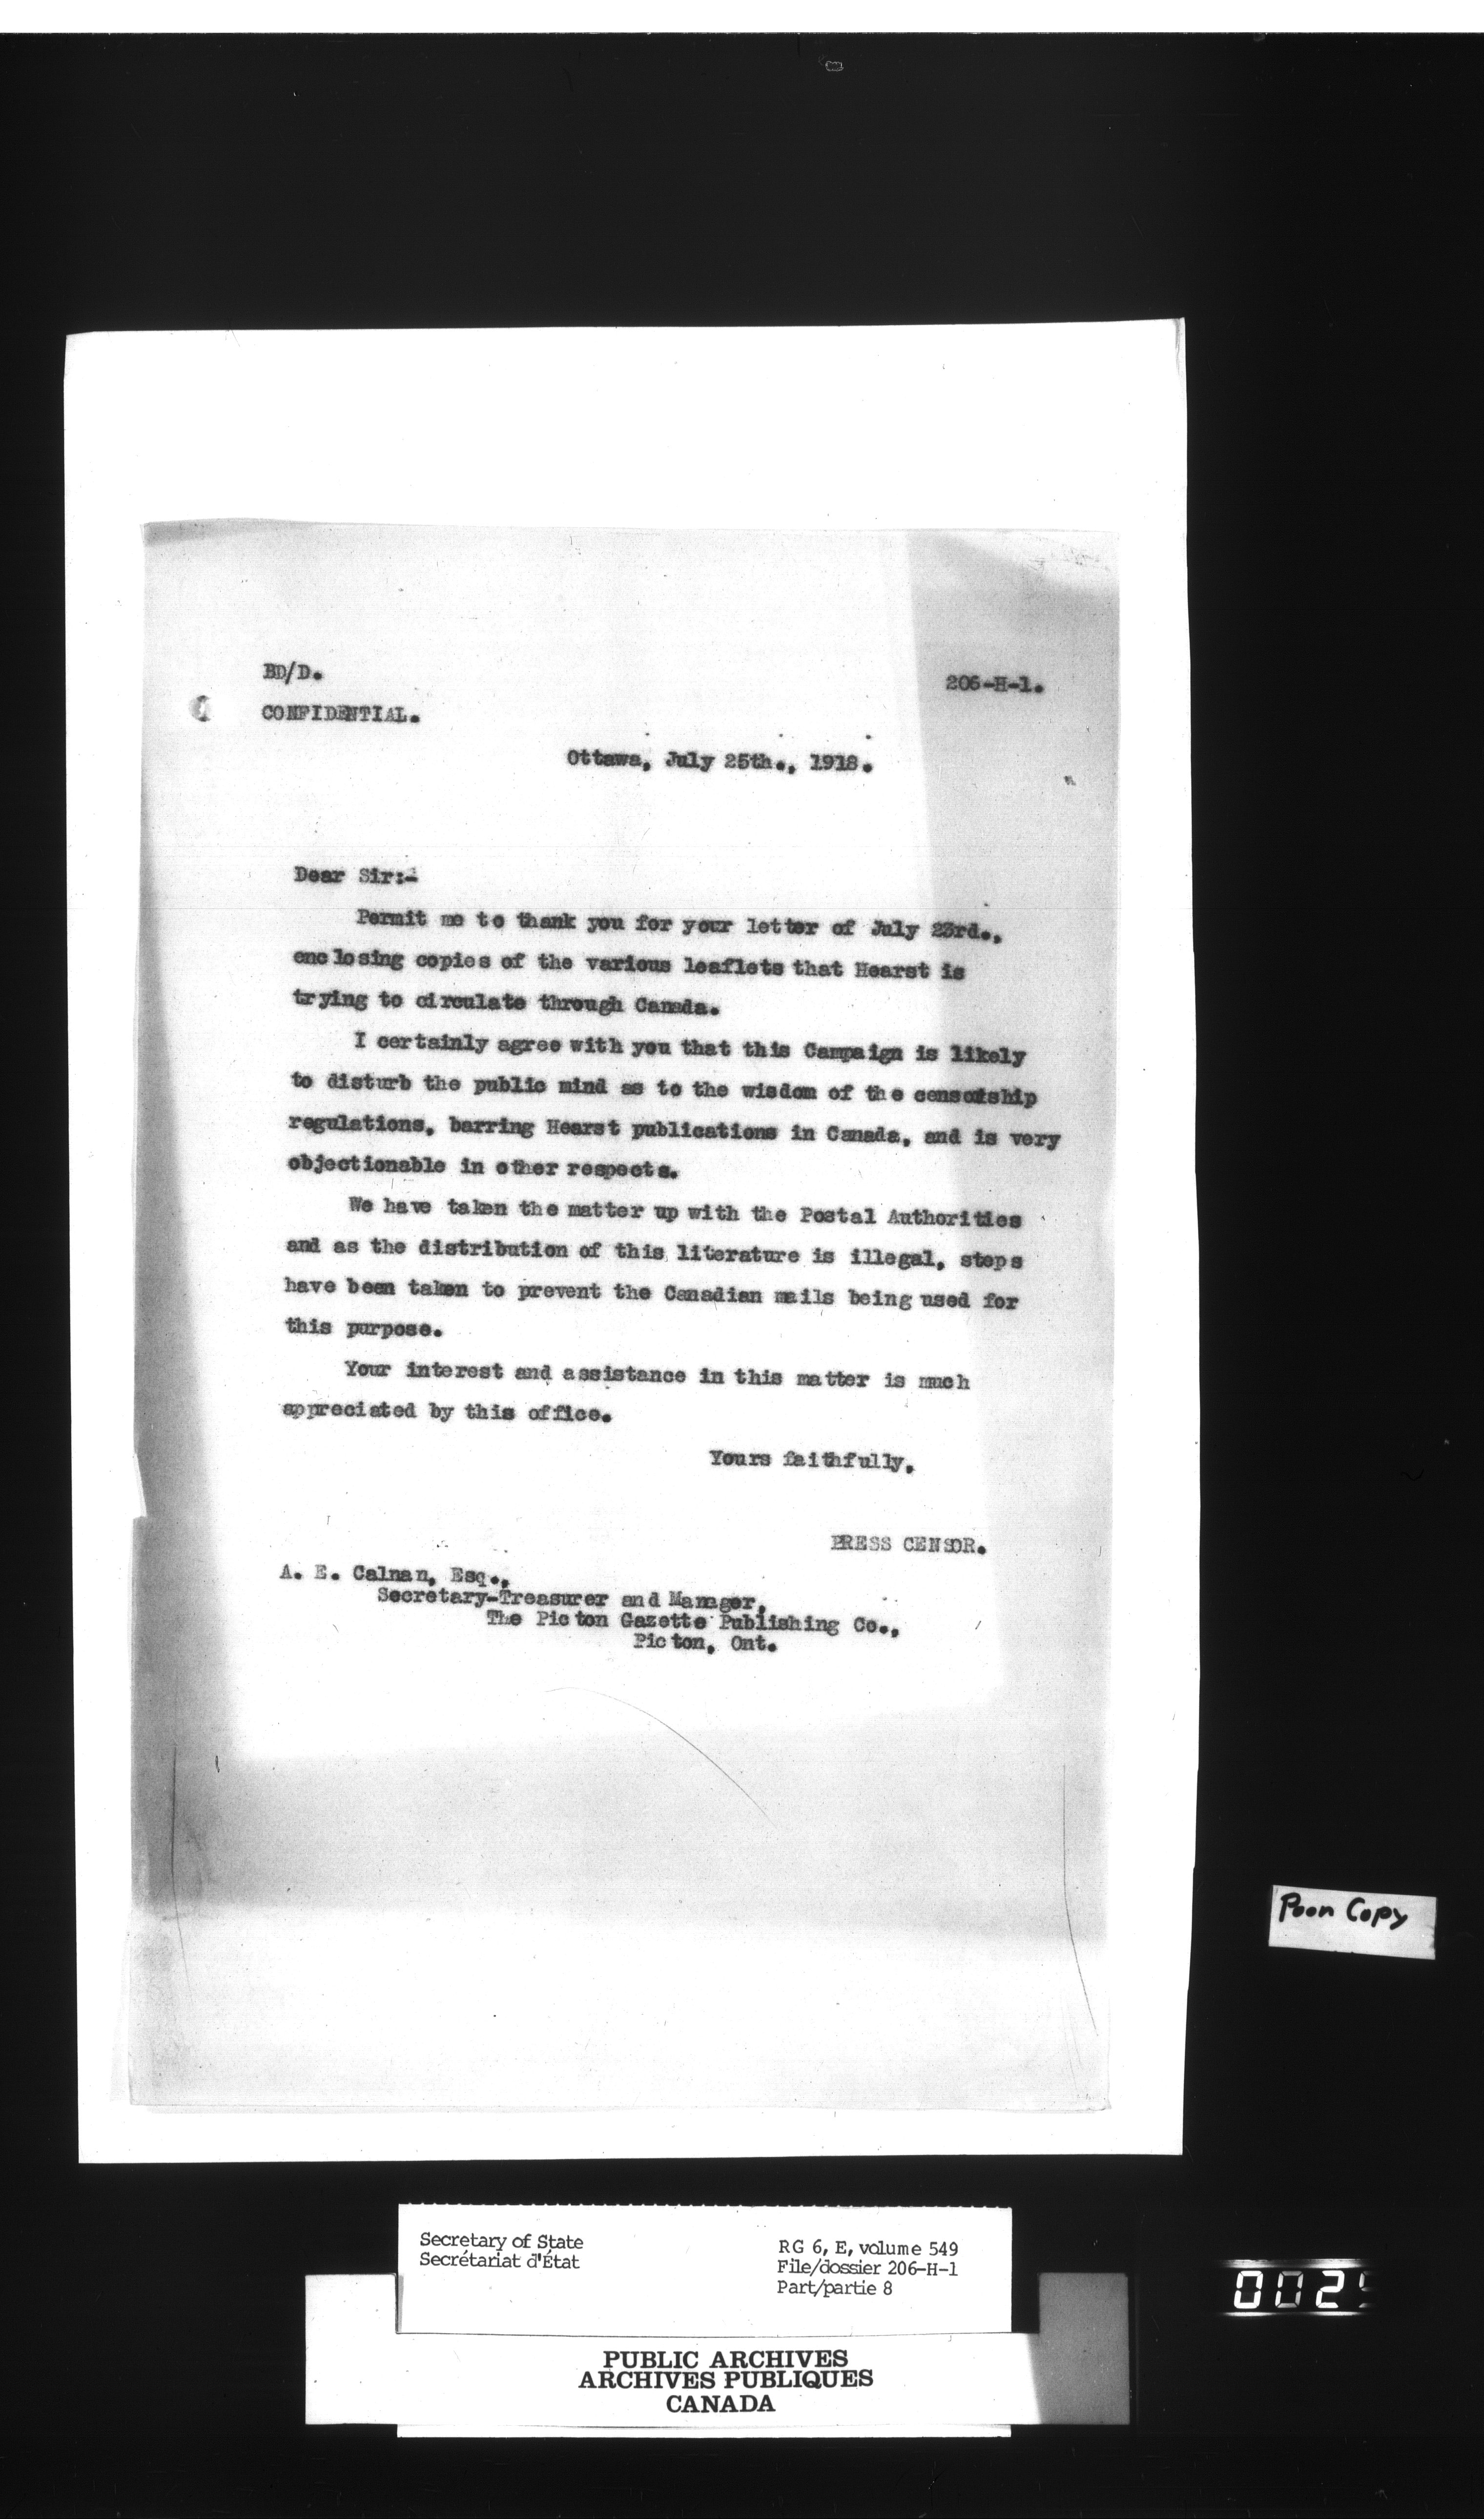 BD/D.
206-H-1.
CONFIDENTIAL.
Ottawa, July 25th., 1918.
Dear Sir:-
Permit me to thank you for your letter of July 23rd.,
enclosing copies of the various leaflets that Hearst is
trying to circulate through Canada.
I certainly agree with you that this Campaign is likely
to disturb the public mind as to the wisdom of the censorship
regulations, barring Hearst publications in Canada, and is very
objectionable in other respects.
We have taken the matter up with the Postal Authorities
and as the distribution of this literature is illegal, steps
have been taken to prevent the Canadian mails being used for
this purpose.
Your interest and assistance in this matter is much
appreciated by this office.
Yours faithfully,
PRESS CENSOR.
A. E. Calnan, Esq.,
Secretary-Treasurer and Manager,
The Picton Gazette Publishing Co.,
Picton, Ont.
Poor Copy
Secretary of State
Secrétariat d'État
RG 6, E, volume 549
File/dossier 206-H-1
Part/partie 8
PUBLIC ARCHIVES
ARCHIVES PUBLIQUES
CANADA
002